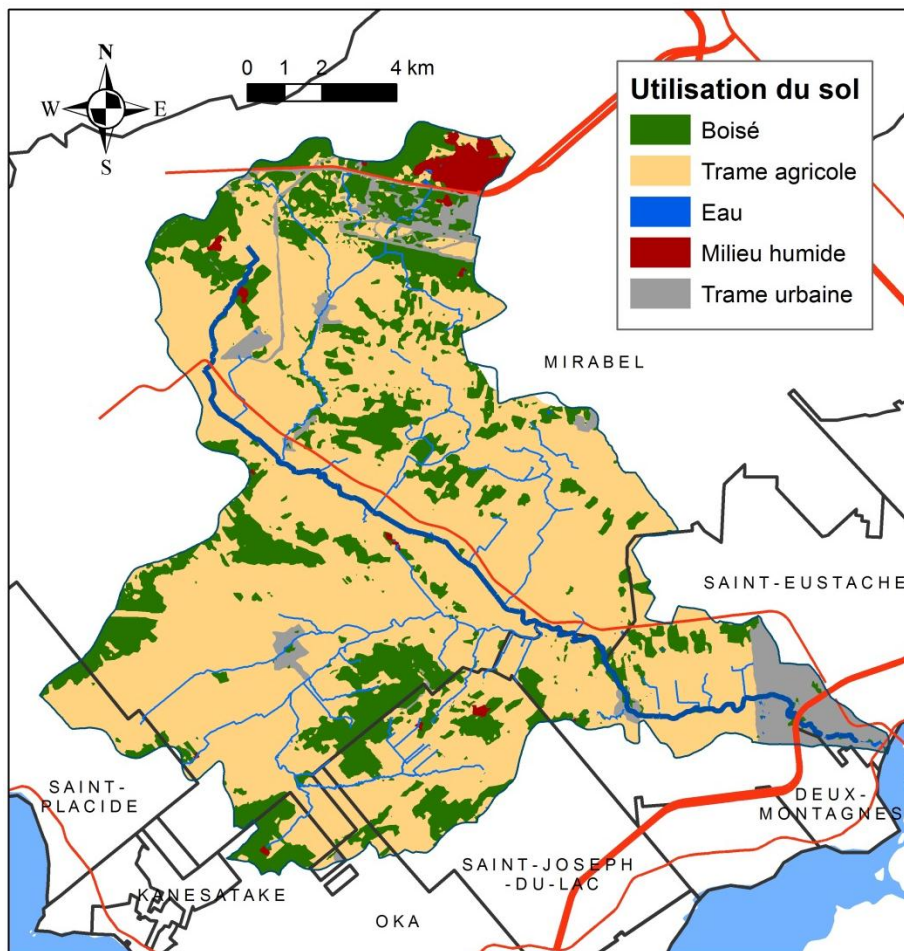 N
W E
S
0 1 2 4 km
Utilisation du sol
Boisé
Trame agricole
Eau
Milieu humide
Trame urbaine
MIRABEL
SAINT-EUSTACHE
SAINT-
PLACIDE
DEUX-
MONTAGNES
SAINT-JOSEPH
-DU-LAC
KANESATAKE
OKA